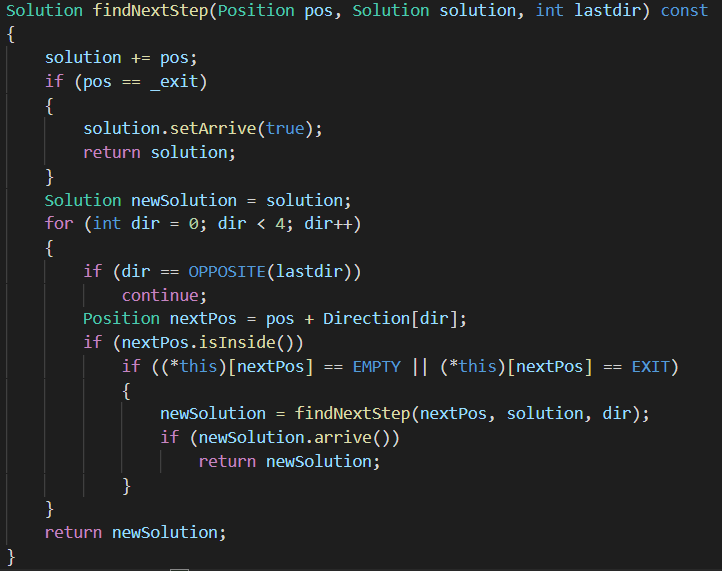 Solution findNextStep(Position pos, Solution solution, int lastdir) const
{
    solution += pos;
    if (pos == _exit)
    {
        solution.setArrive(true);
        return solution;
    }
    Solution newSolution = solution;
    for (int dir = 0; dir < 4; dir++)
    {
        if (dir == OPPOSITE(lastdir))
            continue;
        Position nextPos = pos + Direction[dir];
        if (nextPos.isInside())
            if ((*this)[nextPos] == EMPTY || (*this)[nextPos] == EXIT)
            {
                newSolution = findNextStep(nextPos, solution, dir);
                if (newSolution.arrive())
                    return newSolution;
            }
    }
    return newSolution;
}